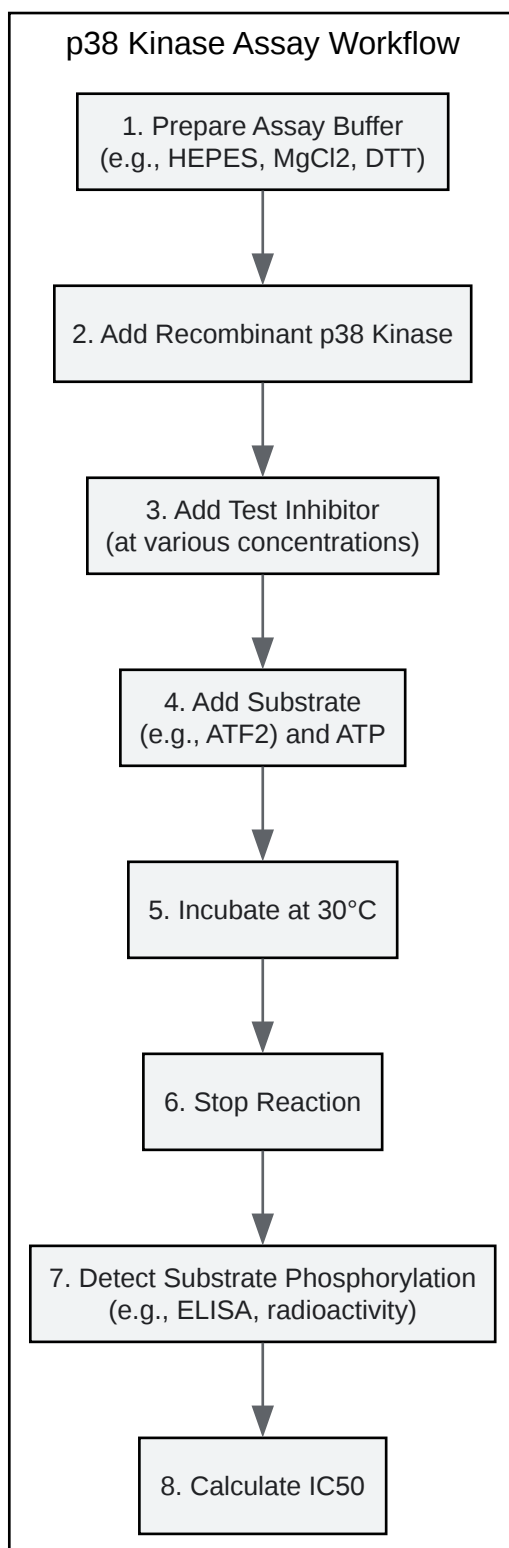 p38 Kinase Assay Workflow
1. Prepare Assay Buffer
(e.g., HEPES, MgCl2, DTT)
2. Add Recombinant p38 Kinase
3. Add Test Inhibitor
(at various concentrations)
4. Add Substrate
(e.g., ATF2) and ATP
5. Incubate at 30°C
6. Stop Reaction
7. Detect Substrate Phosphorylation
(e.g., ELISA, radioactivity)
8. Calculate IC50